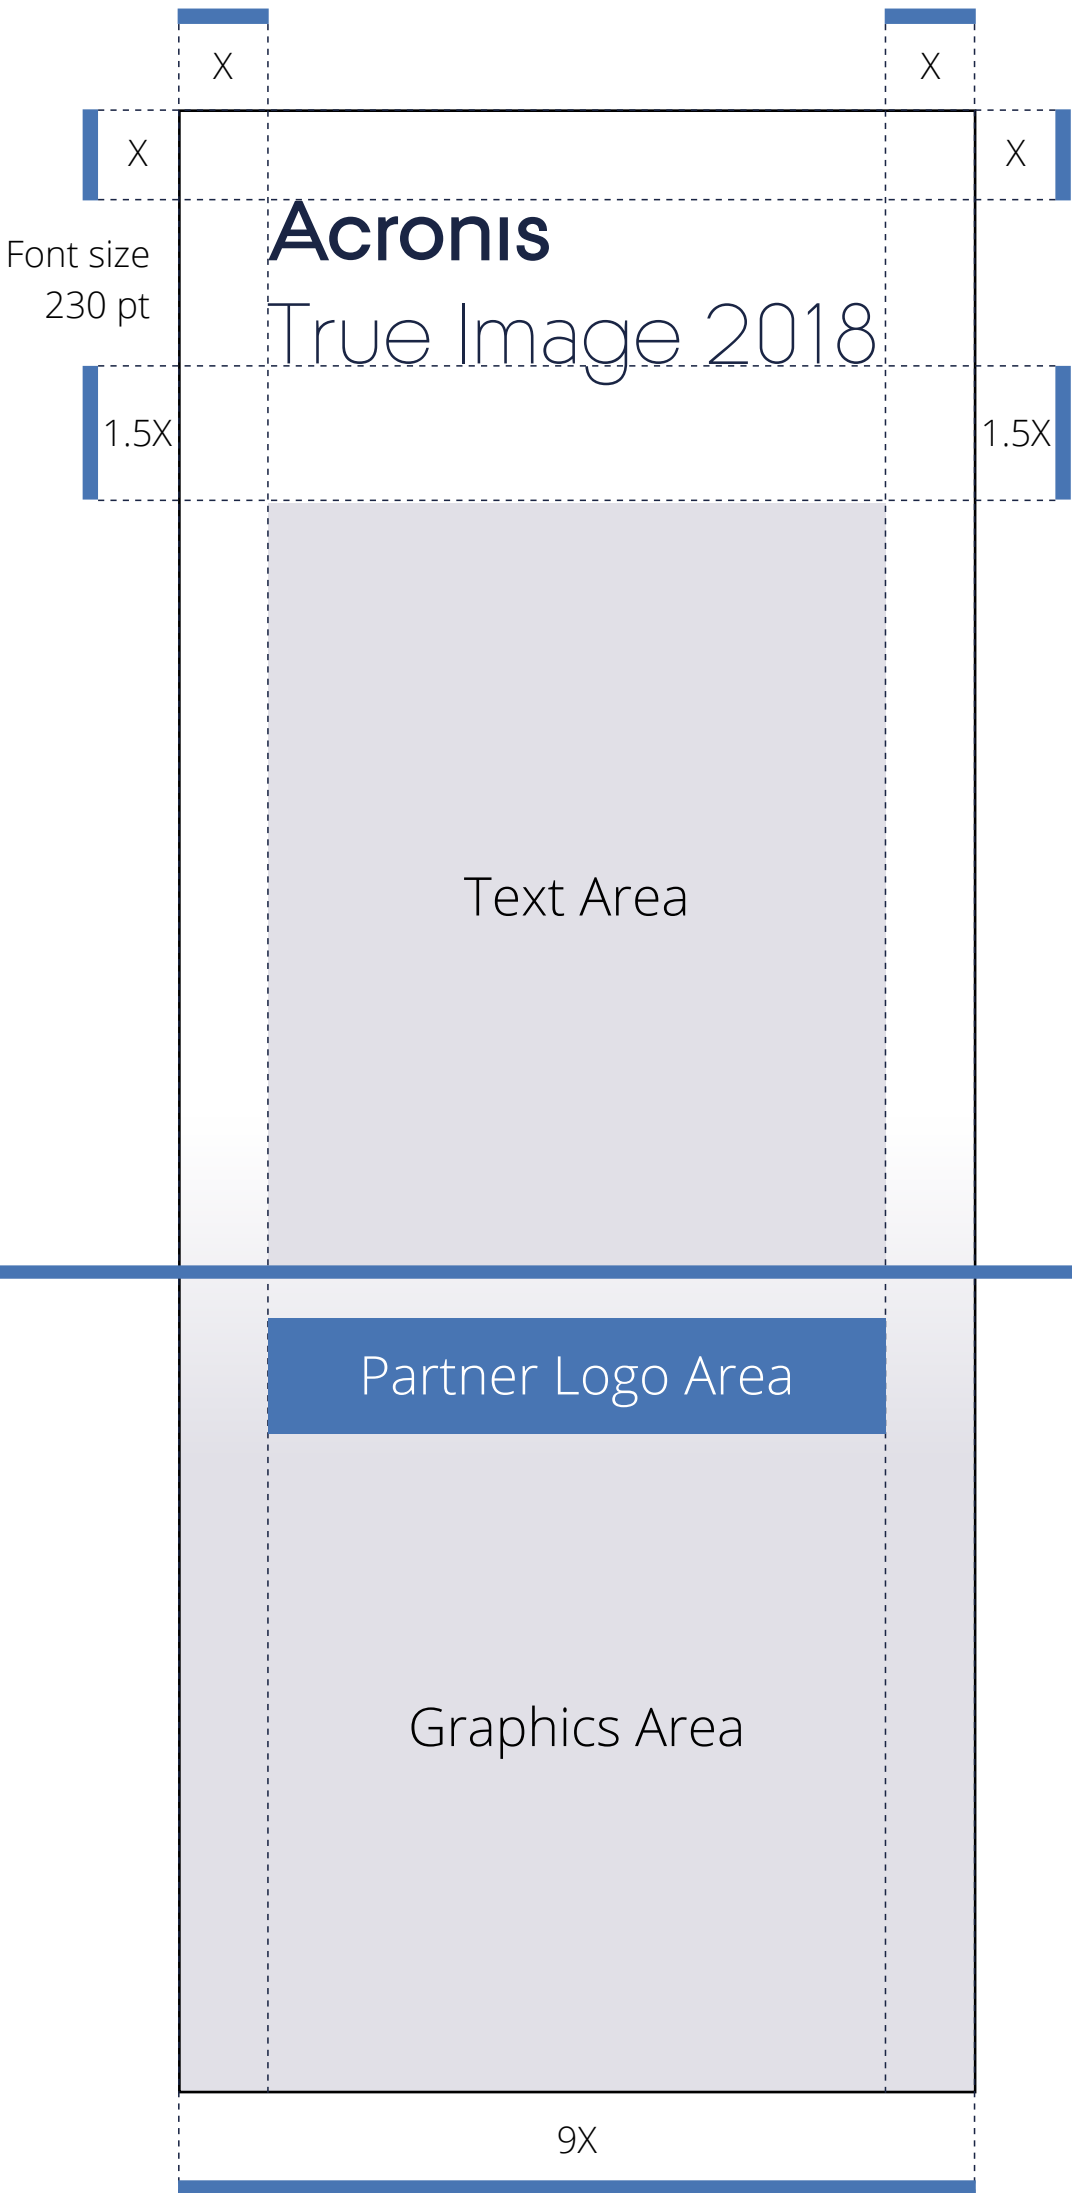 X X
X X
Acronis
Font size
230 pt
True Image 2018
1.5X 1.5X
Text Area
Partner Logo Area
Graphics Area
9X